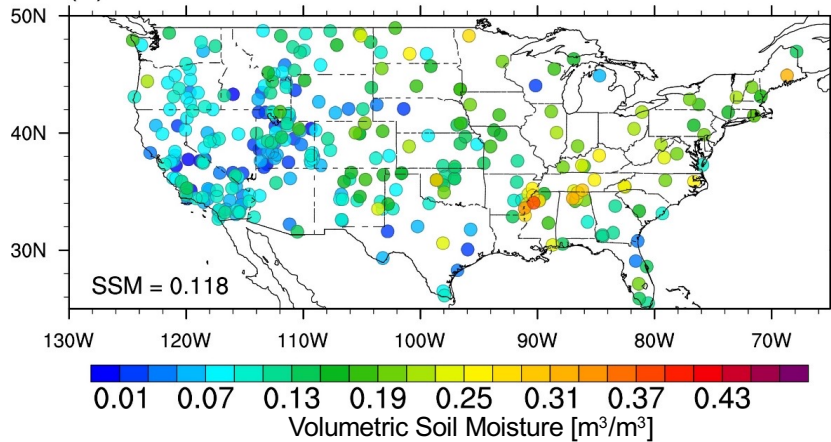 50N
40N
30N
SSM = 0.118
130W 120W 110W 100W 90W 80W 70W
0.01 0.07 0.13 0.19 0.25 0.31 0.37 0.43
Volumetric Soil Moisture [m³/m³]